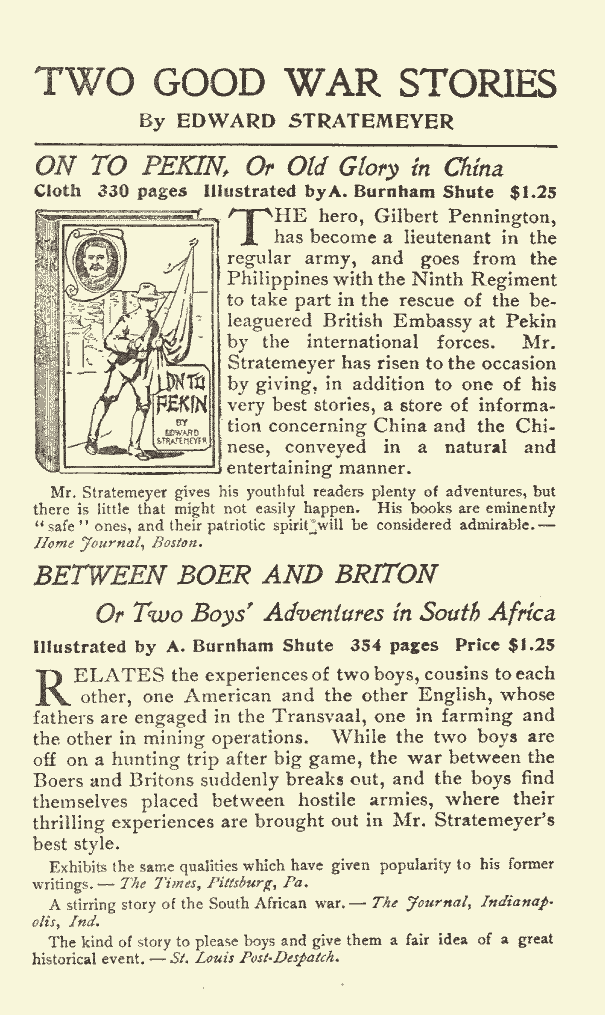 TWO GOOD WAR STORIES
By EDWARD STRATEMEYER
ON TO PEKIN, Or Old Glory in China
Cloth 330 pages Illustrated by A. Burnham Shute $1.25
ON TO
PEKIN
BY
EDWARD
STRATEMEYER
THE hero, Gilbert Pennington,
has become a lieutenant in the
regular army, and goes from the
Philippines with the Ninth Regiment
to take part in the rescue of the be-
leaguered British Embassy at Pekin
by the international forces. Mr.
Stratemeyer has risen to the occasion
by giving, in addition to one of his
very best stories, a store of informa-
tion concerning China and the Chi-
nese, conveyed in a natural and
entertaining manner.
Mr. Stratemeyer gives his youthful readers plenty of adventures, but
there is little that might not easily happen. His books are eminently
"safe" ones, and their patriotic spirit will be considered admirable.—
Home Journal, Boston.
BETWEEN BOER AND BRITON
Or Two Boys' Adventures in South Africa
Illustrated by A. Burnham Shute 354 pages Price $1.25
RELATES the experiences of two boys, cousins to each
other, one American and the other English, whose
fathers are engaged in the Transvaal, one in farming and
the other in mining operations. While the two boys are
off on a hunting trip after big game, the war between the
Boers and Britons suddenly breaks out, and the boys find
themselves placed between hostile armies, where their
thrilling experiences are brought out in Mr. Stratemeyer's
best style.
Exhibits the same qualities which have given popularity to his former
writings. — The Times, Pittsburg, Pa.
A stirring story of the South African war. — The Journal, Indianap-
olis, Ind.
The kind of story to please boys and give them a fair idea of a great
historical event. — St. Louis Post-Despatch.